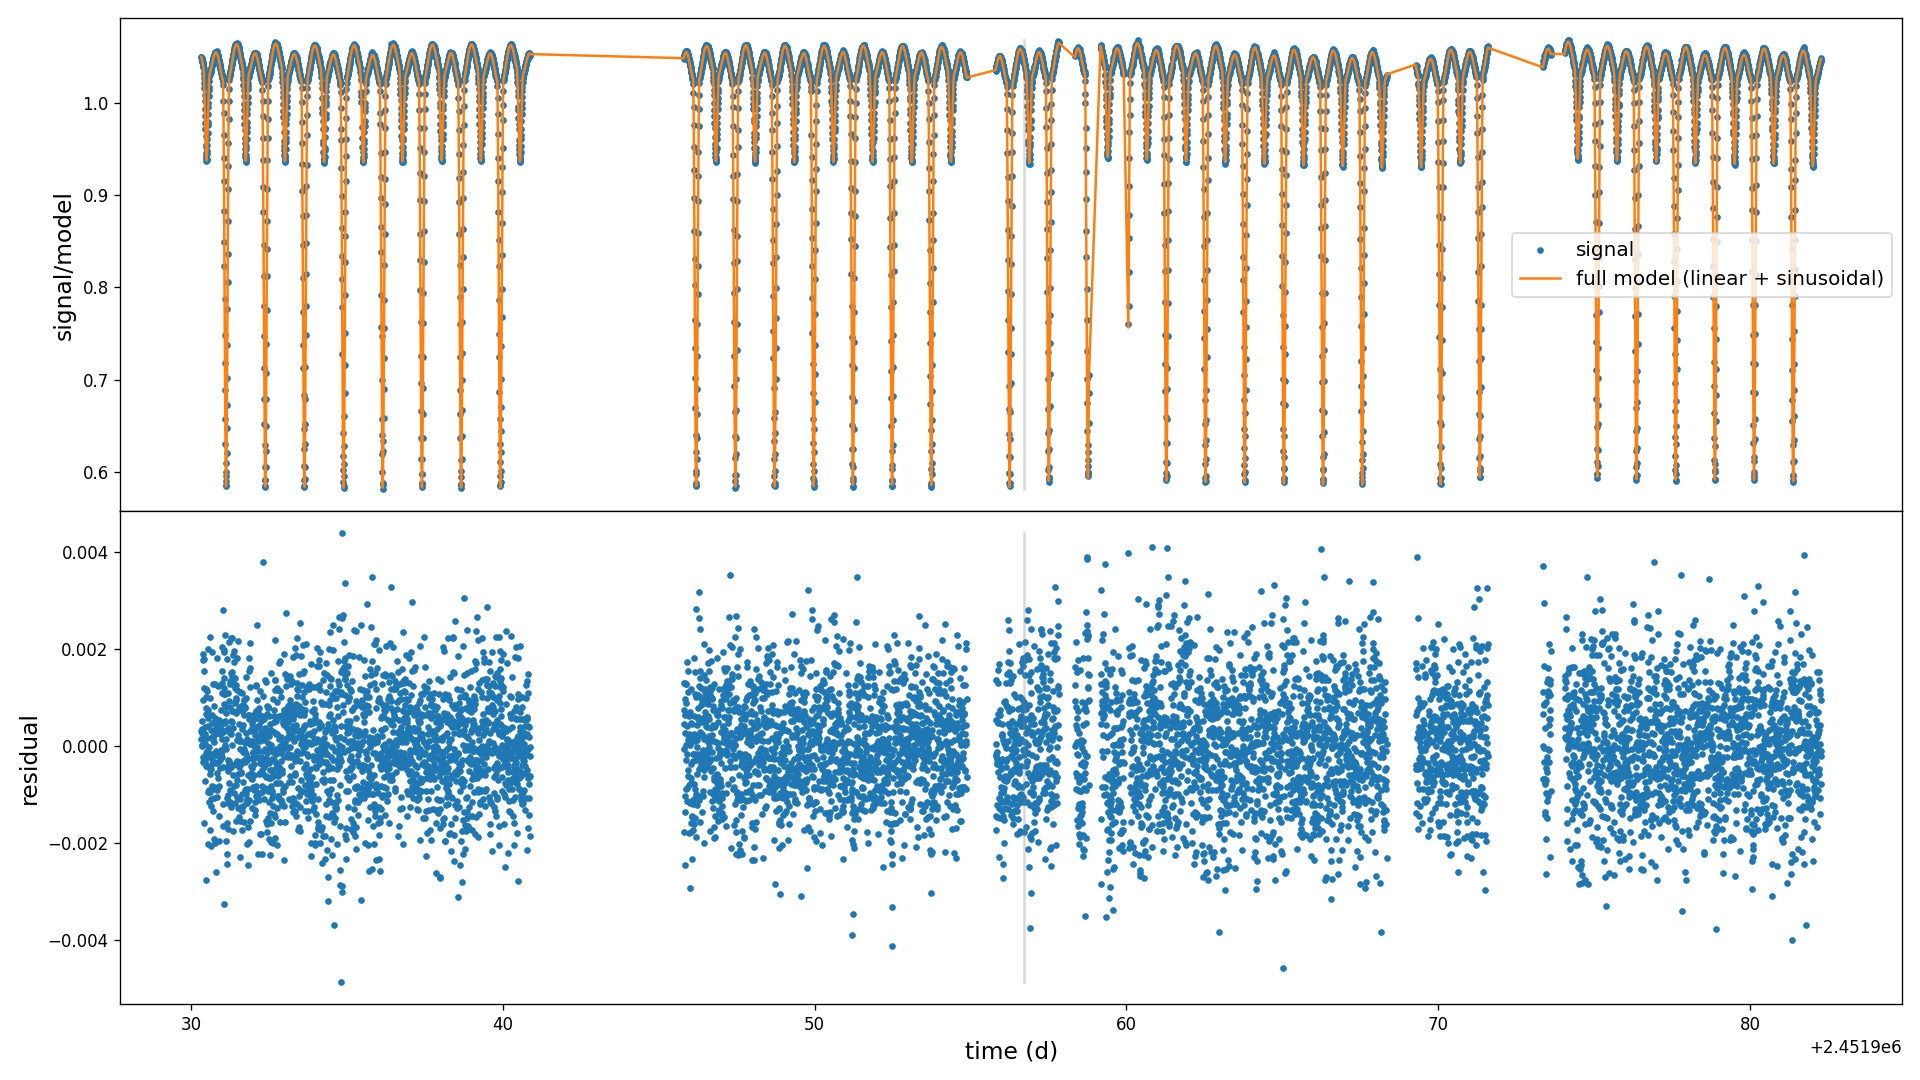 signal/model
1.0
0.9
0.8
0.7
0.6
signal
full model (linear + sinusoidal)
residual
0.004
0.002
0.000
−0.002
−0.004
30
40
50
60
70
80
time (d)
+2.4519e6